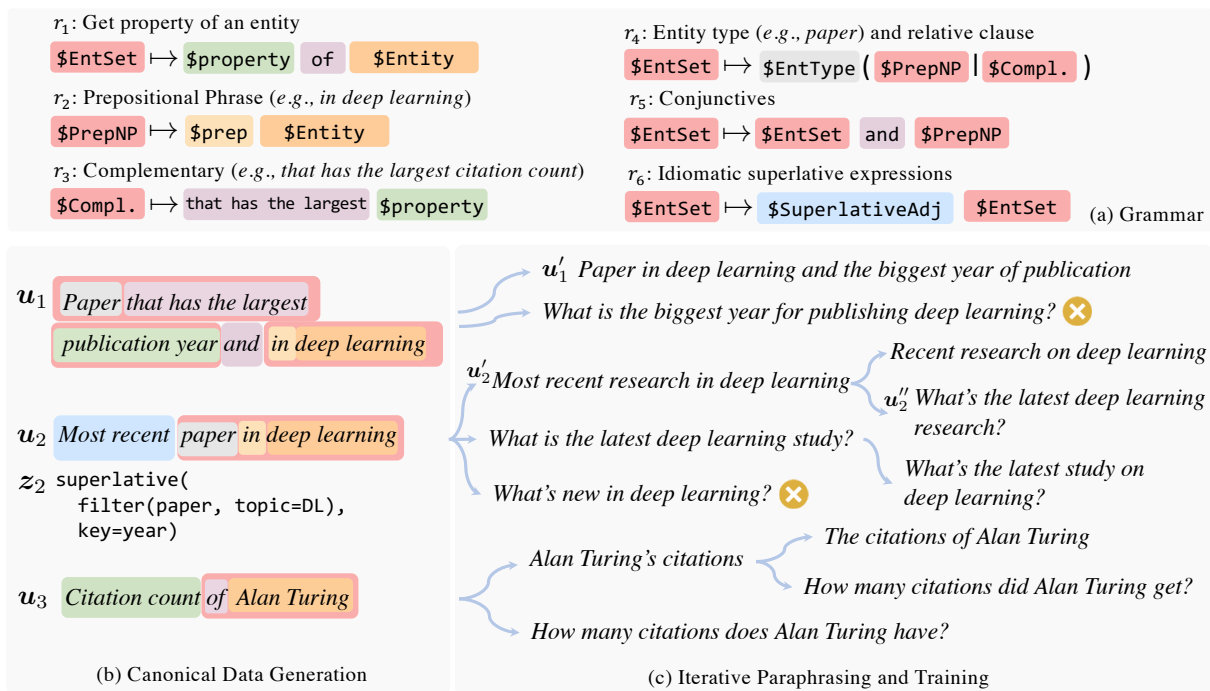 r1: Get property of an entity
$EntSet ↦ $property of $Entity
r2: Prepositional Phrase (e.g., in deep learning)
$PrepNP ↦ $prep $Entity
r3: Complementary (e.g., that has the largest citation count)
$Compl. ↦ that has the largest $property
r4: Entity type (e.g., paper) and relative clause
$EntSet ↦ $EntType ( $PrepNP | $Compl. )
r5: Conjunctives
$EntSet ↦ $EntSet and $PrepNP
r6: Idiomatic superlative expressions
$EntSet ↦ $SuperlativeAdj $EntSet
(a) Grammar
u1 Paper that has the largest
publication year and in deep learning
u2 Most recent paper in deep learning
z2 superlative(
filter(paper, topic=DL),
key=year)
u3 Citation count of Alan Turing
(b) Canonical Data Generation
u′1 Paper in deep learning and the biggest year of publication
What is the biggest year for publishing deep learning?
u′2 Most recent research in deep learning
Recent research on deep learning
u′′2 What's the latest deep learning
research?
What is the latest deep learning study?
What's the latest study on
deep learning?
What's new in deep learning?
Alan Turing's citations
The citations of Alan Turing
How many citations did Alan Turing get?
How many citations does Alan Turing have?
(c) Iterative Paraphrasing and Training